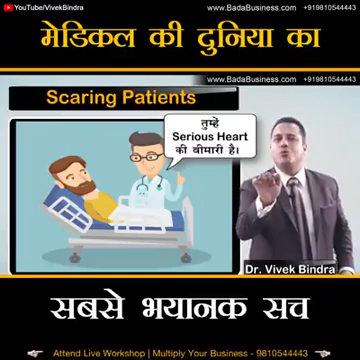 YouTube/VivekBindra
www.BadaBusiness.com +919810544443
मेडिकल की दुनिया का
www.BadaBusiness.com +919810544443
Scaring Patients
तुम्हें
Serious Heart
की बीमारी है।
Dr. Vivek Bindra
सबसे भयानक सच
Attend Live Workshop | Multiply Your Business - 9810544443